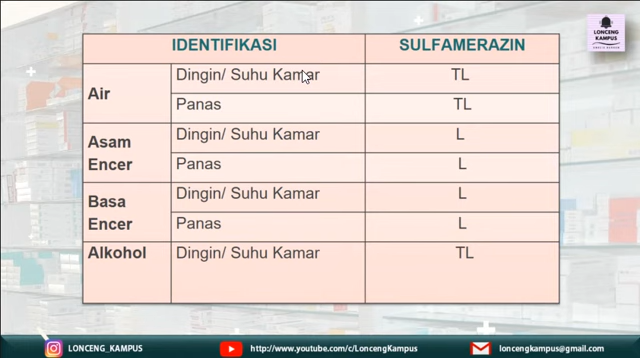 IDENTIFIKASI SULFAMERAZIN
Air Dingin/ Suhu Kamar TL
Panas TL
Asam Encer Dingin/ Suhu Kamar L
Panas L
Basa Encer Dingin/ Suhu Kamar L
Panas L
Alkohol Dingin/ Suhu Kamar TL
LONCENG
KAMPUS
LONCENG_KAMPUS
http://www.youtube.com/c/LoncengKampus
loncengkampus@gmail.com